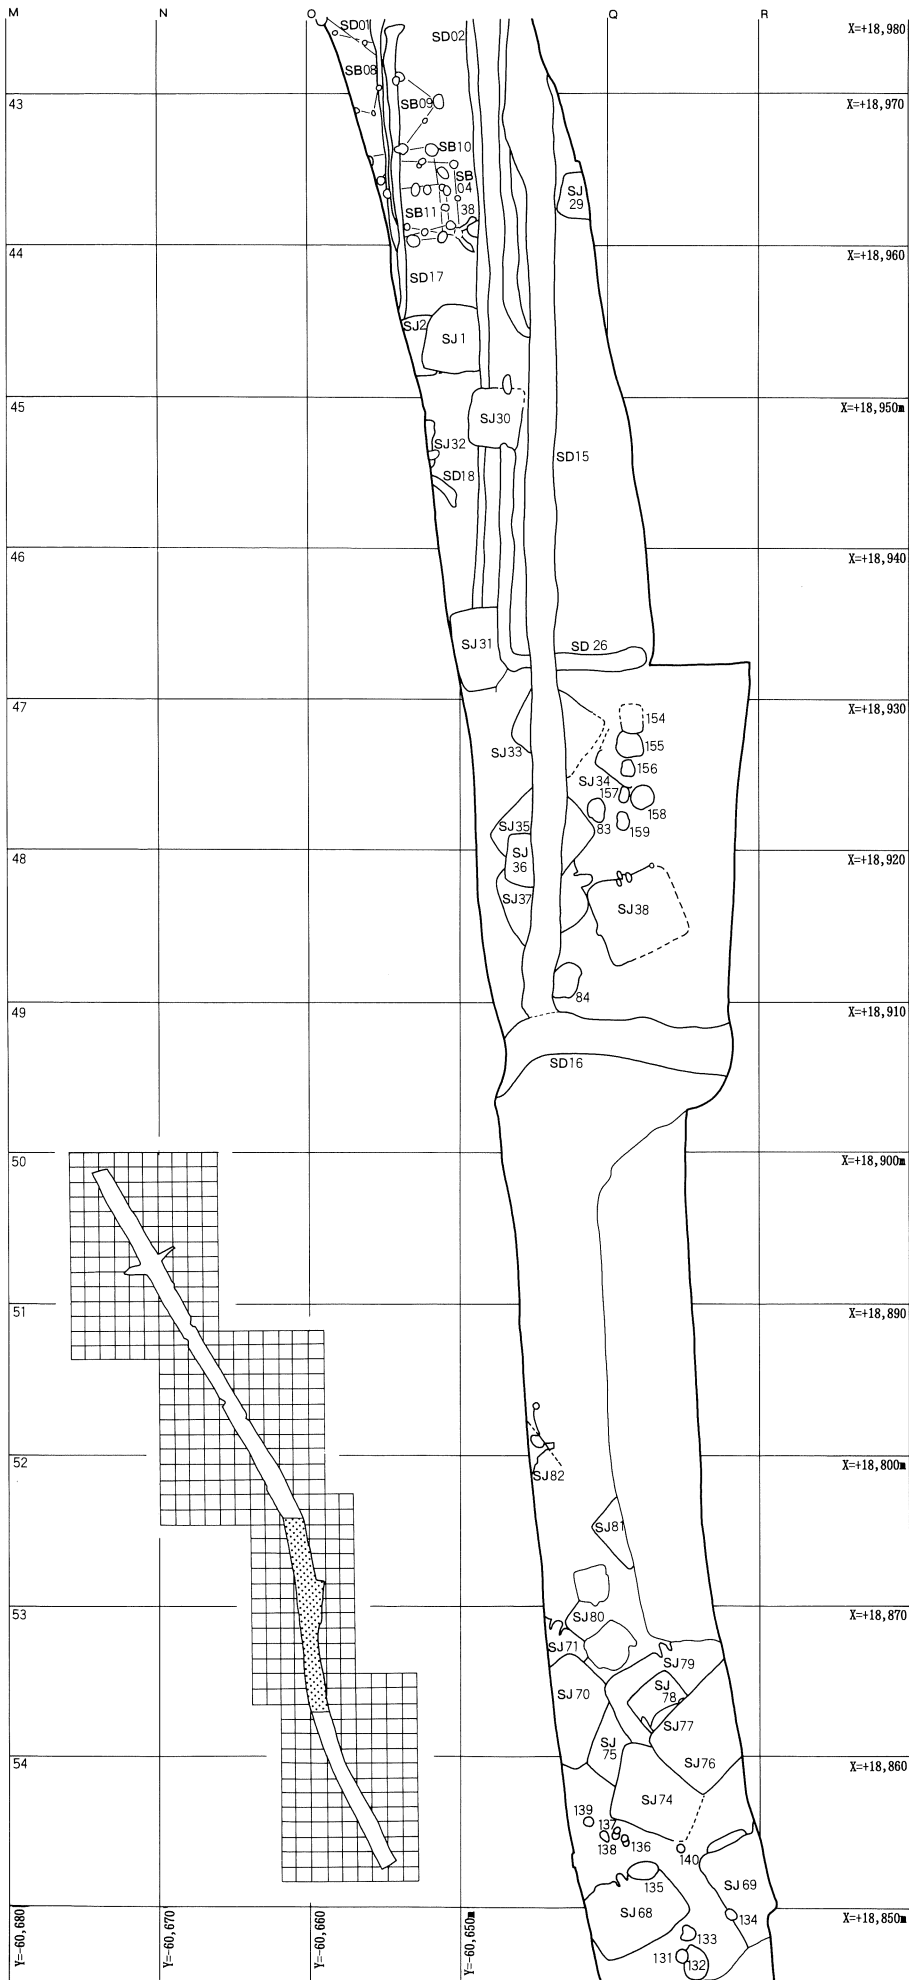 M N O Q R
SD01
SD02
X=+18,980
SB08
43
SB09
X=+18,970
SB10
SB
04
SJ
29
SB11
38
44
X=+18,960
SD17
SJ2
SJ1
45
X=+18,950m
SJ30
SJ32
SD15
SD18
46
X=+18,940
SJ31
SD 26
47
X=+18,930
154
SJ33
155
156
SJ34
157
158
SJ35
83
159
48
SJ
36
X=+18,920
SJ37
SJ38
84
49
X=+18,910
SD16
50
X=+18,900m
51
X=+18,890
52
X=+18,800m
SJ82
SJ81
53
SJ80
X=+18,870
SJ71
SJ79
SJ70
SJ
78
SJ77
SJ
75
54
SJ76
X=+18,860
SJ74
139
137
138
136
140
135
SJ69
SJ68
134
X=+18,850m
133
131
132
Y=-60,680
Y=-60,670
Y=-60,660
Y=-60,650m